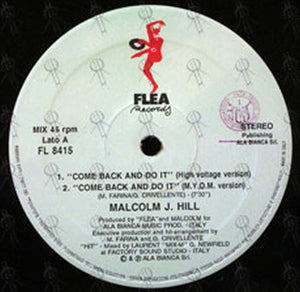 FLEA
records
MIX 45 rpm
Lato A
FL 8415
STEREO
Publishing
ALA BIANCA Srl.
1. "COME BACK AND DO IT" (High voltage version)
2. "COME BACK AND DO IT" (M.Y.D.M. version)
(M. FARINA/O. CRIVELLENTE) (7'30)
MALCOLM J. HILL
Produced by "FLEA" and MALCOLM for
ALA BIANCA MUSIC PROD. - ITALY
Executive production and hit-arrangement by
M. FARINA and O. CRIVELLENTE
"HIT" - Mixed by LAURENT "MIX-M" G. NEWFIELD
at FACTORY SOUND STUDIO - ITALY
© & ℗ ALA BIANCA Srl.